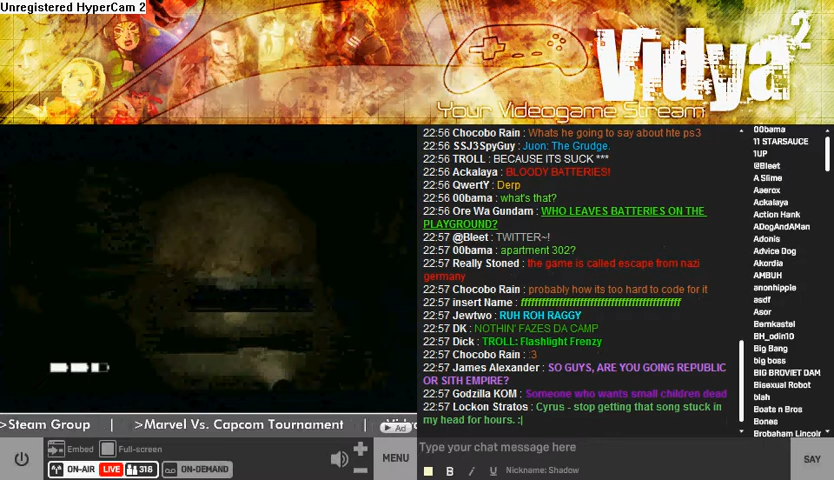 Unregistered HyperCam 2
Vidya²
Your Videogame Stream
22:56 Chocobo Rain : Whats he going to say about hte ps3
22:56 SSJ3SpyGuy : Juon: The Grudge.
22:56 TROLL : BECAUSE ITS SUCK ***
22:56 Ackalaya : BLOODY BATTERIES!
22:56 QwertY : Derp
22:56 00bama : what's that?
22:56 Ore Wa Gundam : WHO LEAVES BATTERIES ON THE
PLAYGROUND?
22:57 @Bleet : TWITTER~!
22:57 00bama : apartment 302?
22:57 Really Stoned : the game is called escape from nazi
germany
22:57 Chocobo Rain : probably how its too hard to code for it
22:57 insert Name : fffffffffffffffffffffffffffffffffffffffffffff
22:57 Jewtwo : RUH ROH RAGGY
22:57 DK : NOTHIN' FAZES DA CAMP
22:57 Dick : TROLL: Flashlight Frenzy
22:57 Chocobo Rain : :3
22:57 James Alexander : SO GUYS, ARE YOU GOING REPUBLIC
OR SITH EMPIRE?
22:57 Godzilla KOM : Someone who wants small children dead
22:57 Lockon Stratos : Cyrus - stop getting that song stuck in
my head for hours. :|
00bama
11 STARSAUCE
1UP
@Bleet
A Slime
Aaerox
Ackalaya
Action Hank
ADogAndAMan
Adonis
Advice Dog
Akordia
AMBUH
anonhippie
asdf
Asor
Bernkastel
BH_odin10
Big Bang
big boss
BIG BROVIET DAM
Bisexual Robot
blah
Boats n Bros
Bones
Brobaham Lincoln
>Steam Group | >Marvel Vs. Capcom Tournament |
Ad
Embed Full-screen
ON-AIR LIVE 318 ON-DEMAND
MENU
Type your chat message here
B I U Nickname: Shadow
SAY